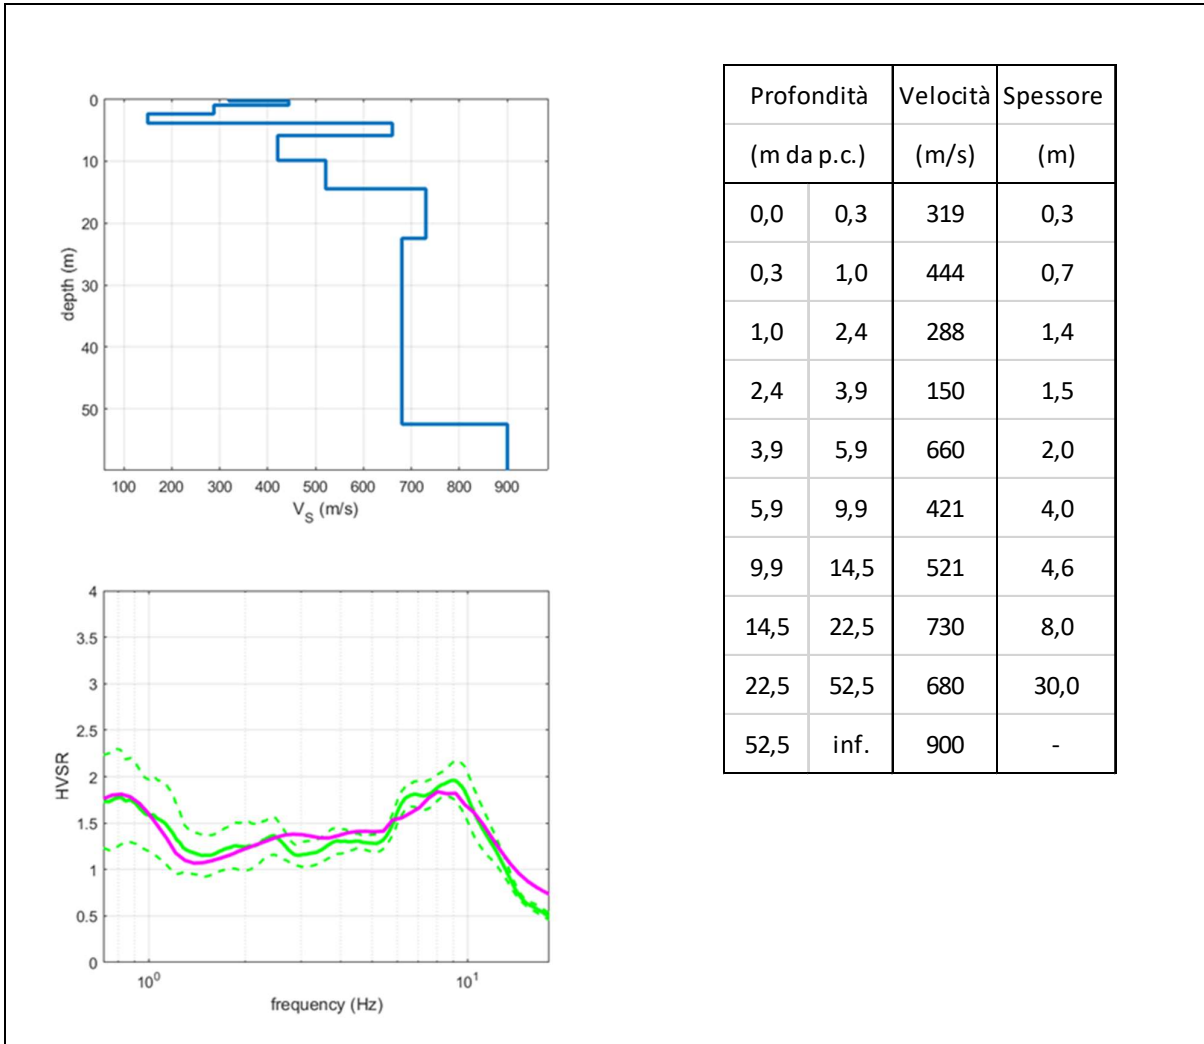 0
10
20
30
40
50
depth (m)
100 200 300 400 500 600 700 800 900
V_S (m/s)
4
3.5
3
2.5
2
1.5
1
0.5
0
HVSR
10^0 10^1
frequency (Hz)
Profondità Velocità Spessore
(m da p.c.) (m/s) (m)
0,0 0,3 319 0,3
0,3 1,0 444 0,7
1,0 2,4 288 1,4
2,4 3,9 150 1,5
3,9 5,9 660 2,0
5,9 9,9 421 4,0
9,9 14,5 521 4,6
14,5 22,5 730 8,0
22,5 52,5 680 30,0
52,5 inf. 900 -